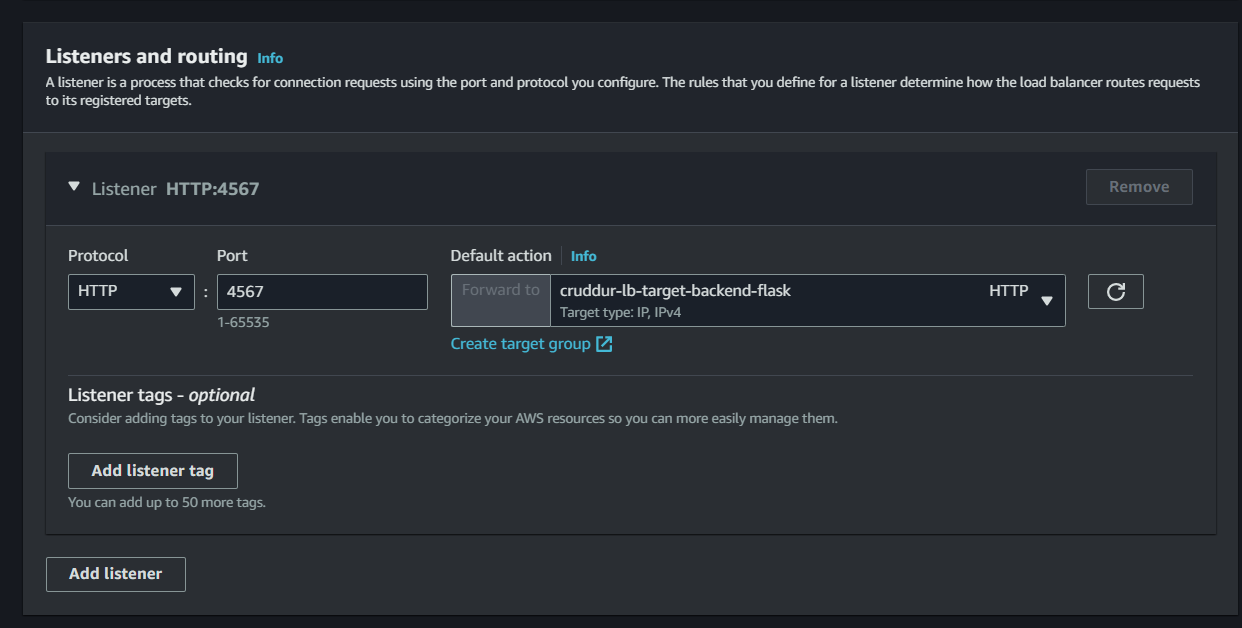 Listeners and routing Info
A listener is a process that checks for connection requests using the port and protocol you configure. The rules that you define for a listener determine how the load balancer routes requests
to its registered targets.
Listener HTTP:4567
Remove
Protocol
Port
Default action Info
HTTP
:
4567
Forward to
cruddur-lb-target-backend-flask
HTTP
Target type: IP, IPv4
1-65535
Create target group
Listener tags - optional
Consider adding tags to your listener. Tags enable you to categorize your AWS resources so you can more easily manage them.
Add listener tag
You can add up to 50 more tags.
Add listener